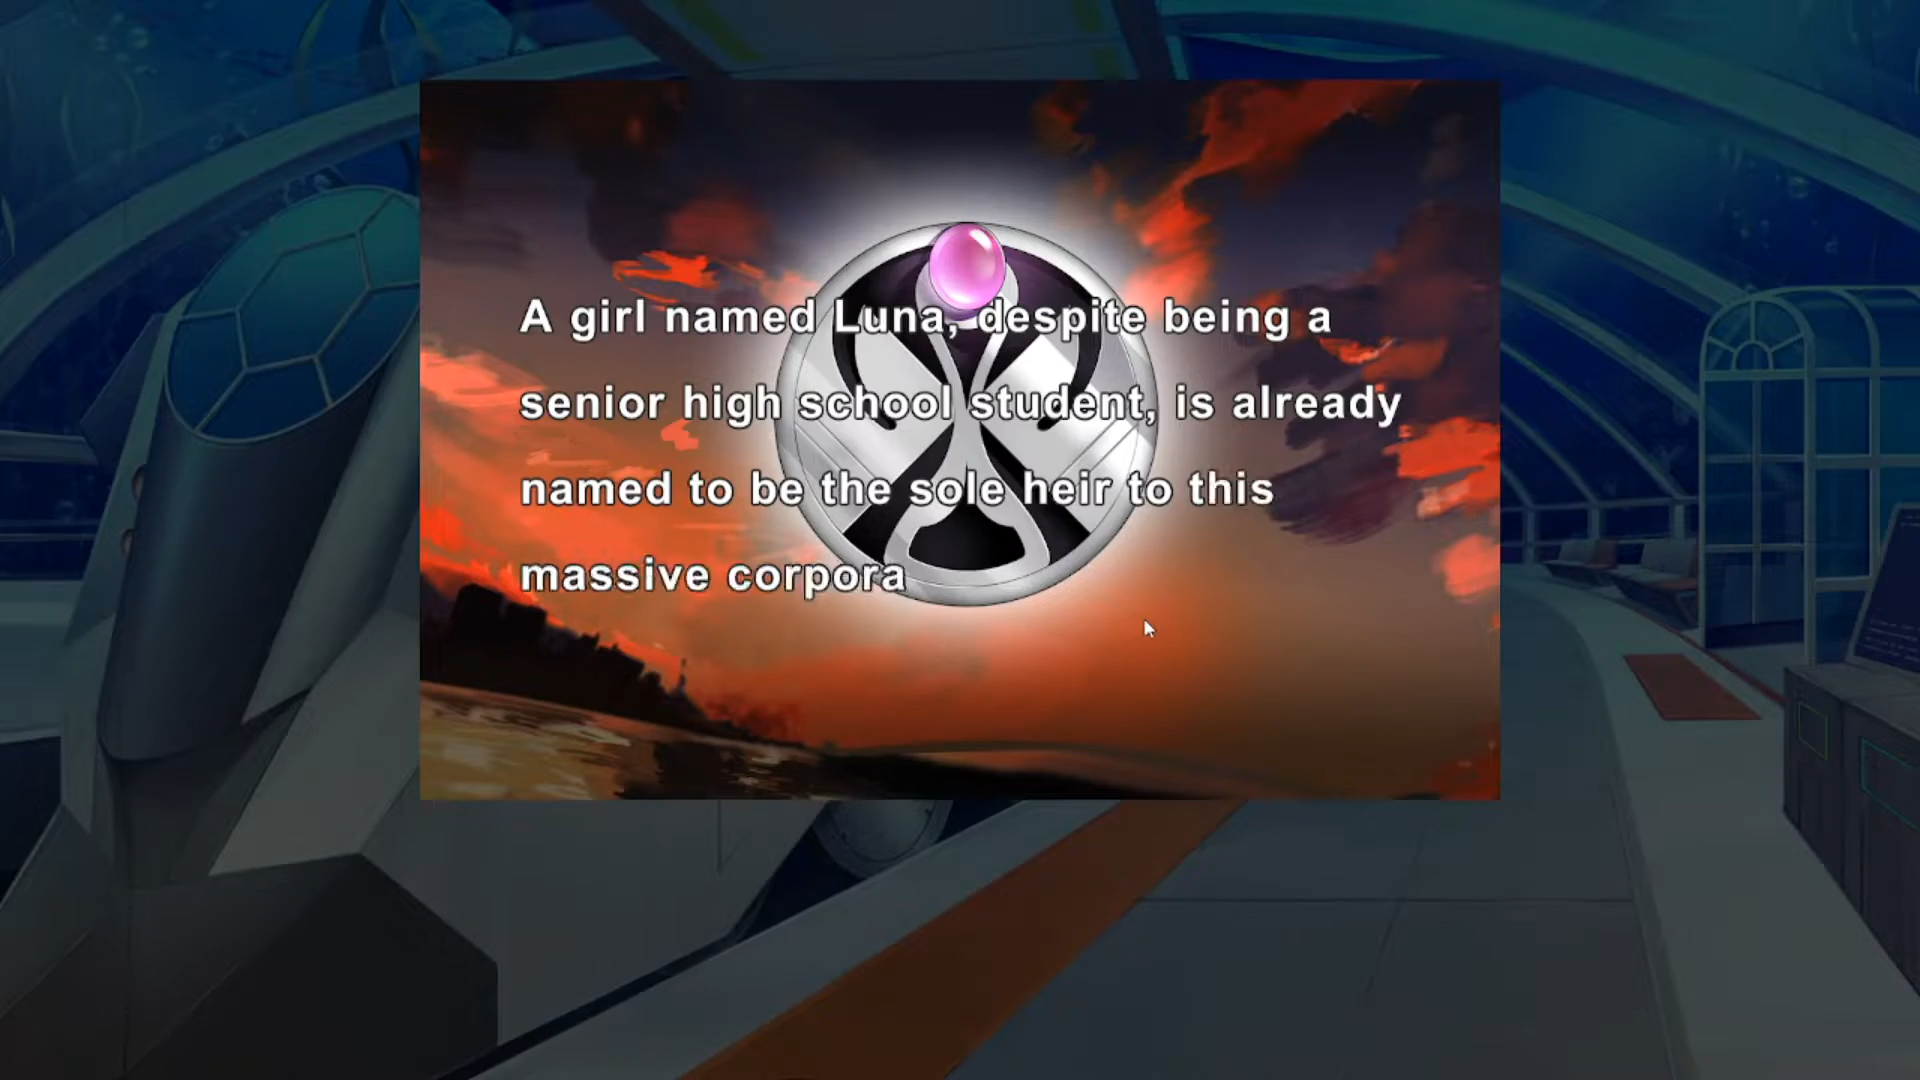 A girl named Luna, despite being a
senior high school student, is already
named to be the sole heir to this
massive corpora